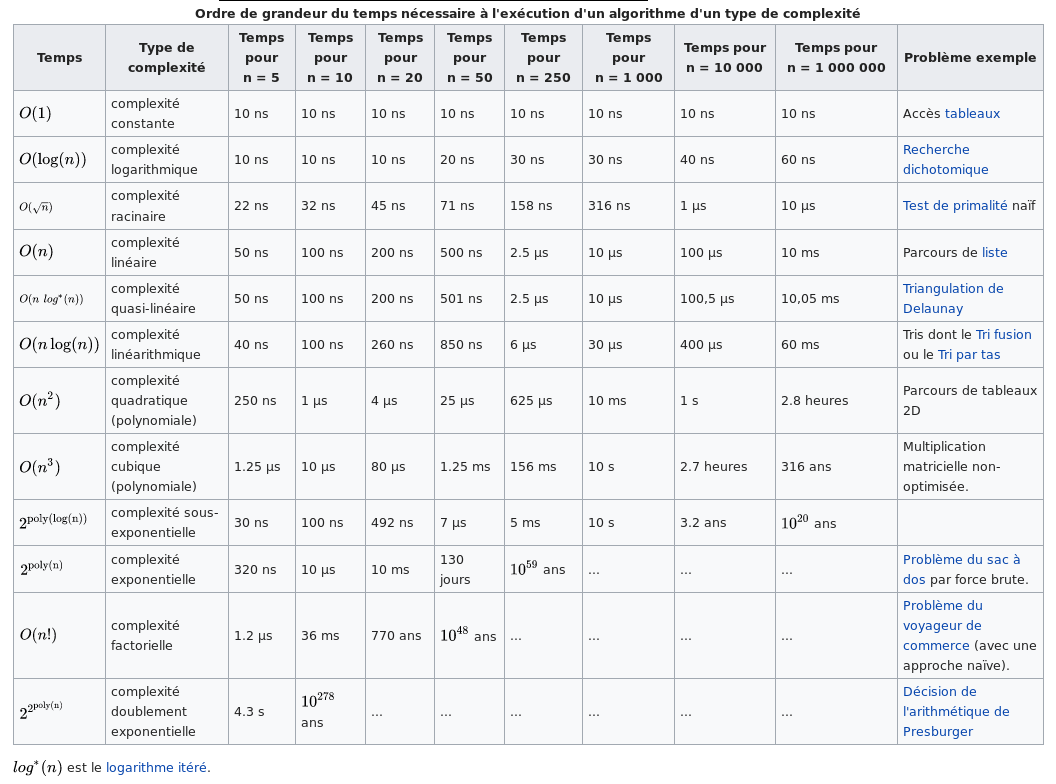 Ordre de grandeur du temps nécessaire à l'exécution d'un algorithme d'un type de complexité
Temps | Type de complexité | Temps pour n = 5 | Temps pour n = 10 | Temps pour n = 20 | Temps pour n = 50 | Temps pour n = 250 | Temps pour n = 1 000 | Temps pour n = 10 000 | Temps pour n = 1 000 000 | Problème exemple
O(1) | complexité constante | 10 ns | 10 ns | 10 ns | 10 ns | 10 ns | 10 ns | 10 ns | 10 ns | Accès tableaux
O(log(n)) | complexité logarithmique | 10 ns | 10 ns | 10 ns | 20 ns | 30 ns | 30 ns | 40 ns | 60 ns | Recherche dichotomique
O(√n) | complexité racinaire | 22 ns | 32 ns | 45 ns | 71 ns | 158 ns | 316 ns | 1 µs | 10 µs | Test de primalité naïf
O(n) | complexité linéaire | 50 ns | 100 ns | 200 ns | 500 ns | 2.5 µs | 10 µs | 100 µs | 10 ms | Parcours de liste
O(n log*(n)) | complexité quasi-linéaire | 50 ns | 100 ns | 200 ns | 501 ns | 2.5 µs | 10 µs | 100,5 µs | 10,05 ms | Triangulation de Delaunay
O(n log(n)) | complexité linéarithmique | 40 ns | 100 ns | 260 ns | 850 ns | 6 µs | 30 µs | 400 µs | 60 ms | Tris dont le Tri fusion ou le Tri par tas
O(n²) | complexité quadratique (polynomiale) | 250 ns | 1 µs | 4 µs | 25 µs | 625 µs | 10 ms | 1 s | 2.8 heures | Parcours de tableaux 2D
O(n³) | complexité cubique (polynomiale) | 1.25 µs | 10 µs | 80 µs | 1.25 ms | 156 ms | 10 s | 2.7 heures | 316 ans | Multiplication matricielle non-optimisée.
2^poly(log(n)) | complexité sous-exponentielle | 30 ns | 100 ns | 492 ns | 7 µs | 5 ms | 10 s | 3.2 ans | 10^20 ans |
2^poly(n) | complexité exponentielle | 320 ns | 10 µs | 10 ms | 130 jours | 10^59 ans | ... | ... | ... | Problème du sac à dos par force brute.
O(n!) | complexité factorielle | 1.2 µs | 36 ms | 770 ans | 10^48 ans | ... | ... | ... | ... | Problème du voyageur de commerce (avec une approche naïve).
2^2^poly(n) | complexité doublement exponentielle | 4.3 s | 10^278 ans | ... | ... | ... | ... | ... | ... | Décision de l'arithmétique de Presburger
log*(n) est le logarithme itéré.